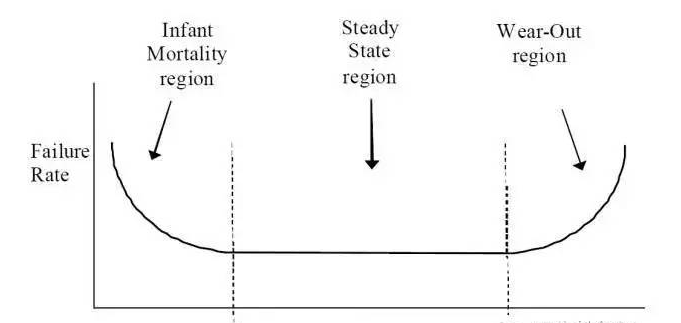 Infant
Mortality
region
Steady
State
region
Wear-Out
region
Failure
Rate